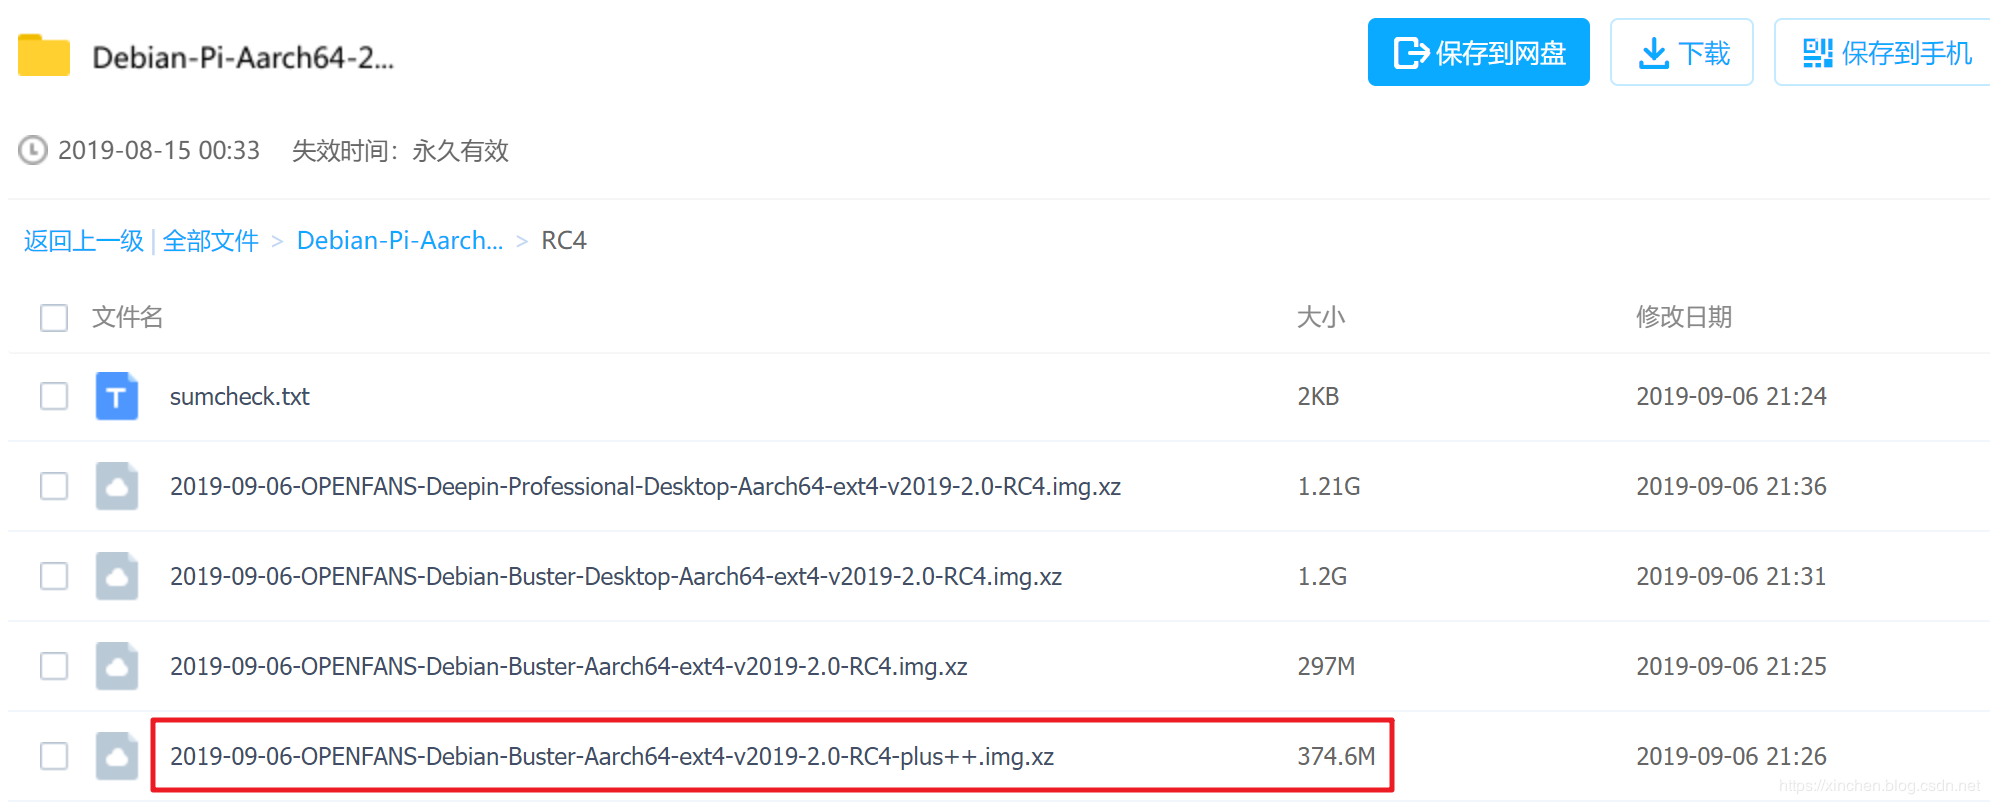 Debian-Pi-Aarch64-2... 保存到网盘 下载 保存到手机
2019-08-15 00:33 失效时间：永久有效
返回上一级 | 全部文件 > Debian-Pi-Aarch... > RC4
文件名 大小 修改日期
sumcheck.txt 2KB 2019-09-06 21:24
2019-09-06-OPENFANS-Deepin-Professional-Desktop-Aarch64-ext4-v2019-2.0-RC4.img.xz 1.21G 2019-09-06 21:36
2019-09-06-OPENFANS-Debian-Buster-Desktop-Aarch64-ext4-v2019-2.0-RC4.img.xz 1.2G 2019-09-06 21:31
2019-09-06-OPENFANS-Debian-Buster-Aarch64-ext4-v2019-2.0-RC4.img.xz 297M 2019-09-06 21:25
2019-09-06-OPENFANS-Debian-Buster-Aarch64-ext4-v2019-2.0-RC4-plus++.img.xz 374.6M 2019-09-06 21:26
https://xinchen.blog.csdn.net